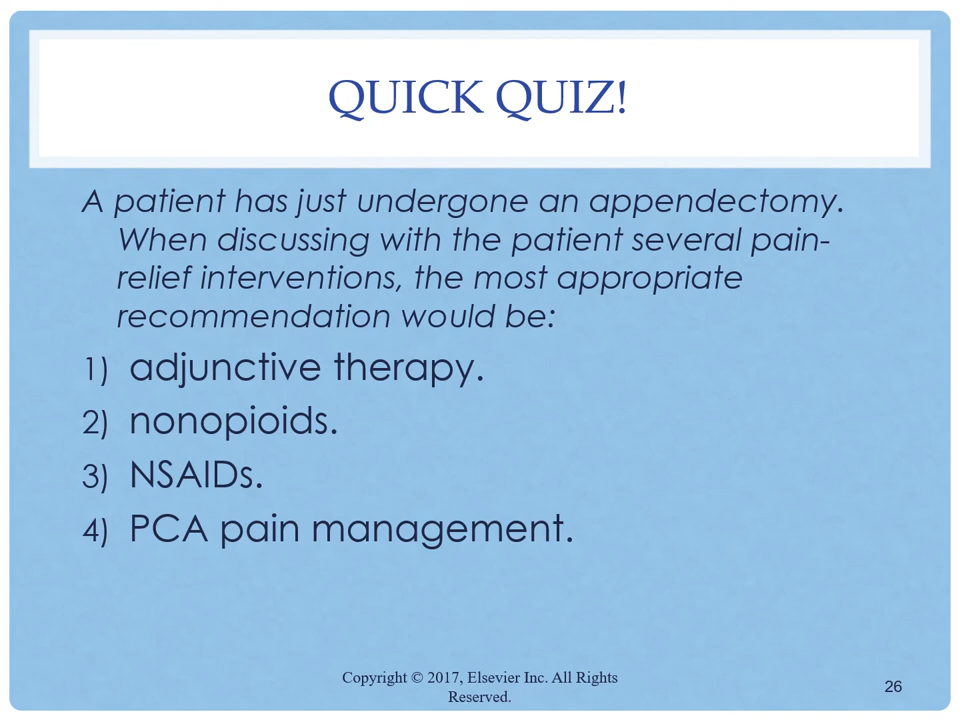 QUICK QUIZ!
A patient has just undergone an appendectomy.
When discussing with the patient several pain-
relief interventions, the most appropriate
recommendation would be:
1) adjunctive therapy.
2) nonopioids.
3) NSAIDs.
4) PCA pain management.
Copyright © 2017, Elsevier Inc. All Rights
Reserved.
26